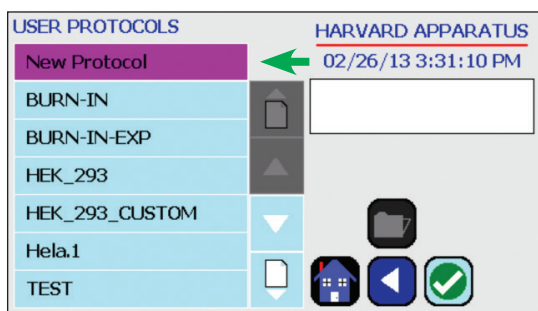 USER PROTOCOLS
HARVARD APPARATUS
New Protocol
02/26/13 3:31:10 PM
BURN-IN
BURN-IN-EXP
HEK_293
HEK_293_CUSTOM
Hela.1
TEST